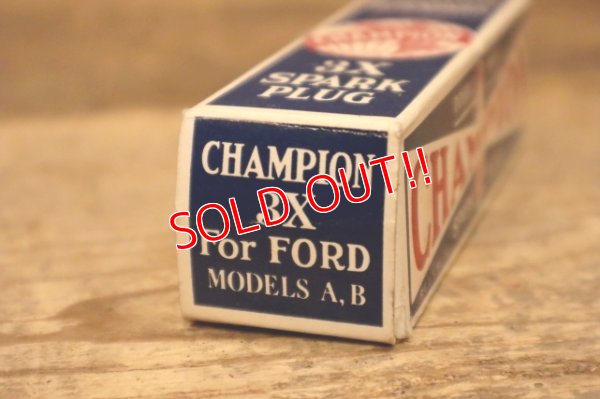 3X
SPARK
PLUG
CHAMPION
3X
For FORD
MODELS A, B
SOLD OUT!!